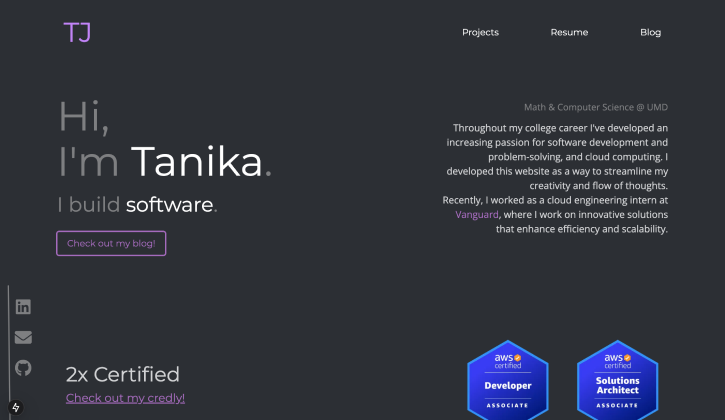 TJ
Projects
Resume
Blog
Hi,
I'm Tanika.
I build software.
Check out my blog!
Math & Computer Science @ UMD
Throughout my college career I've developed an
increasing passion for software development and
problem-solving, and cloud computing. I
developed this website as a way to streamline my
creativity and flow of thoughts.
Recently, I worked as a cloud engineering intern at
Vanguard, where I work on innovative solutions
that enhance efficiency and scalability.
in
2x Certified
Check out my credly!
aws
certified
Developer
ASSOCIATE
aws
certified
Solutions
Architect
ASSOCIATE